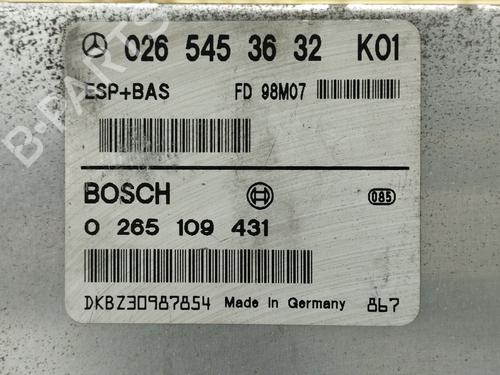 026 545 36 32 K01
ESP+BAS FD 98M07
BOSCH 085
0 265 109 431
DKBZ30987854 Made in Germany 867
B-PARTS